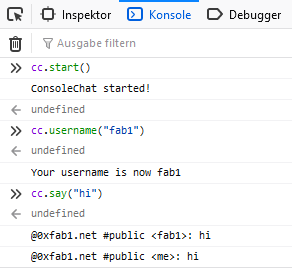 Inspektor Konsole Debugger
Ausgabe filtern
cc.start()
ConsoleChat started!
undefined
cc.username("fab1")
undefined
Your username is now fab1
cc.say("hi")
undefined
@0xfab1.net #public <fab1>: hi
@0xfab1.net #public <me>: hi